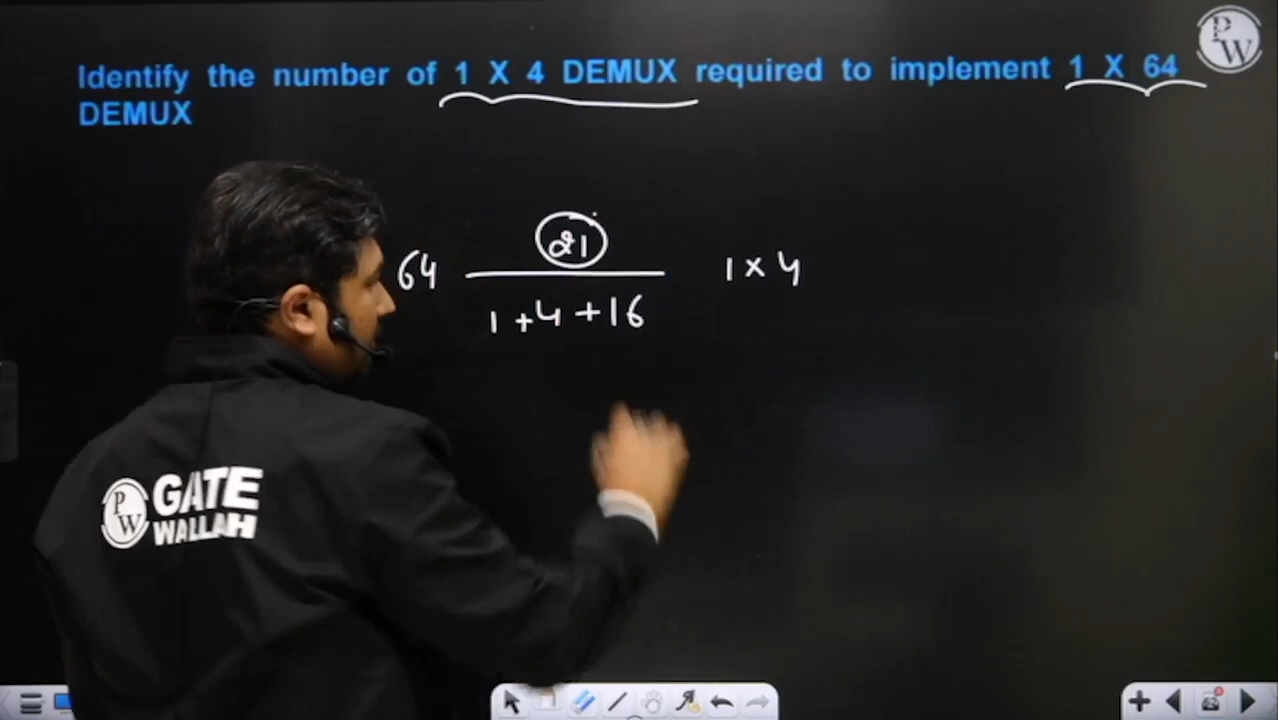 Identify the number of 1 X 4 DEMUX required to implement 1 X 64
DEMUX
PW
64 21 1 x 4
1 + 4 + 16
PW GATE
WALLAH